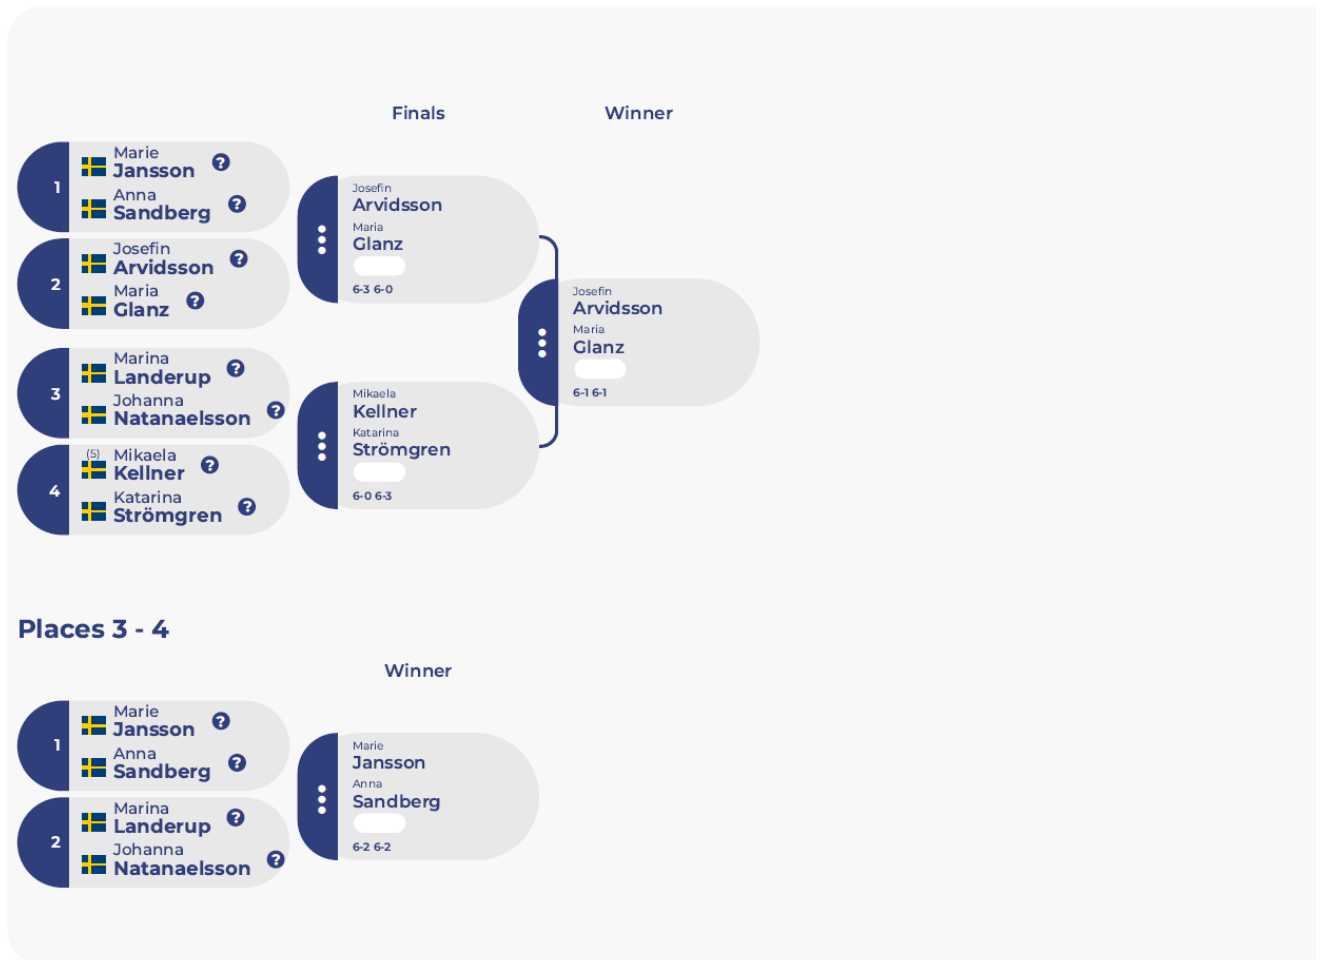 Finals
Winner
1
Marie
Jansson ?
Anna
Sandberg ?
2
Josefin
Arvidsson ?
Maria
Glanz ?
3
Marina
Landerup ?
Johanna
Natanaelsson ?
4
(5) Mikaela
Kellner ?
Katarina
Strömgren ?
Josefin
Arvidsson
Maria
Glanz
6-3 6-0
Mikaela
Kellner
Katarina
Strömgren
6-0 6-3
Josefin
Arvidsson
Maria
Glanz
6-1 6-1
Places 3 - 4
Winner
1
Marie
Jansson ?
Anna
Sandberg ?
2
Marina
Landerup ?
Johanna
Natanaelsson ?
Marie
Jansson
Anna
Sandberg
6-2 6-2